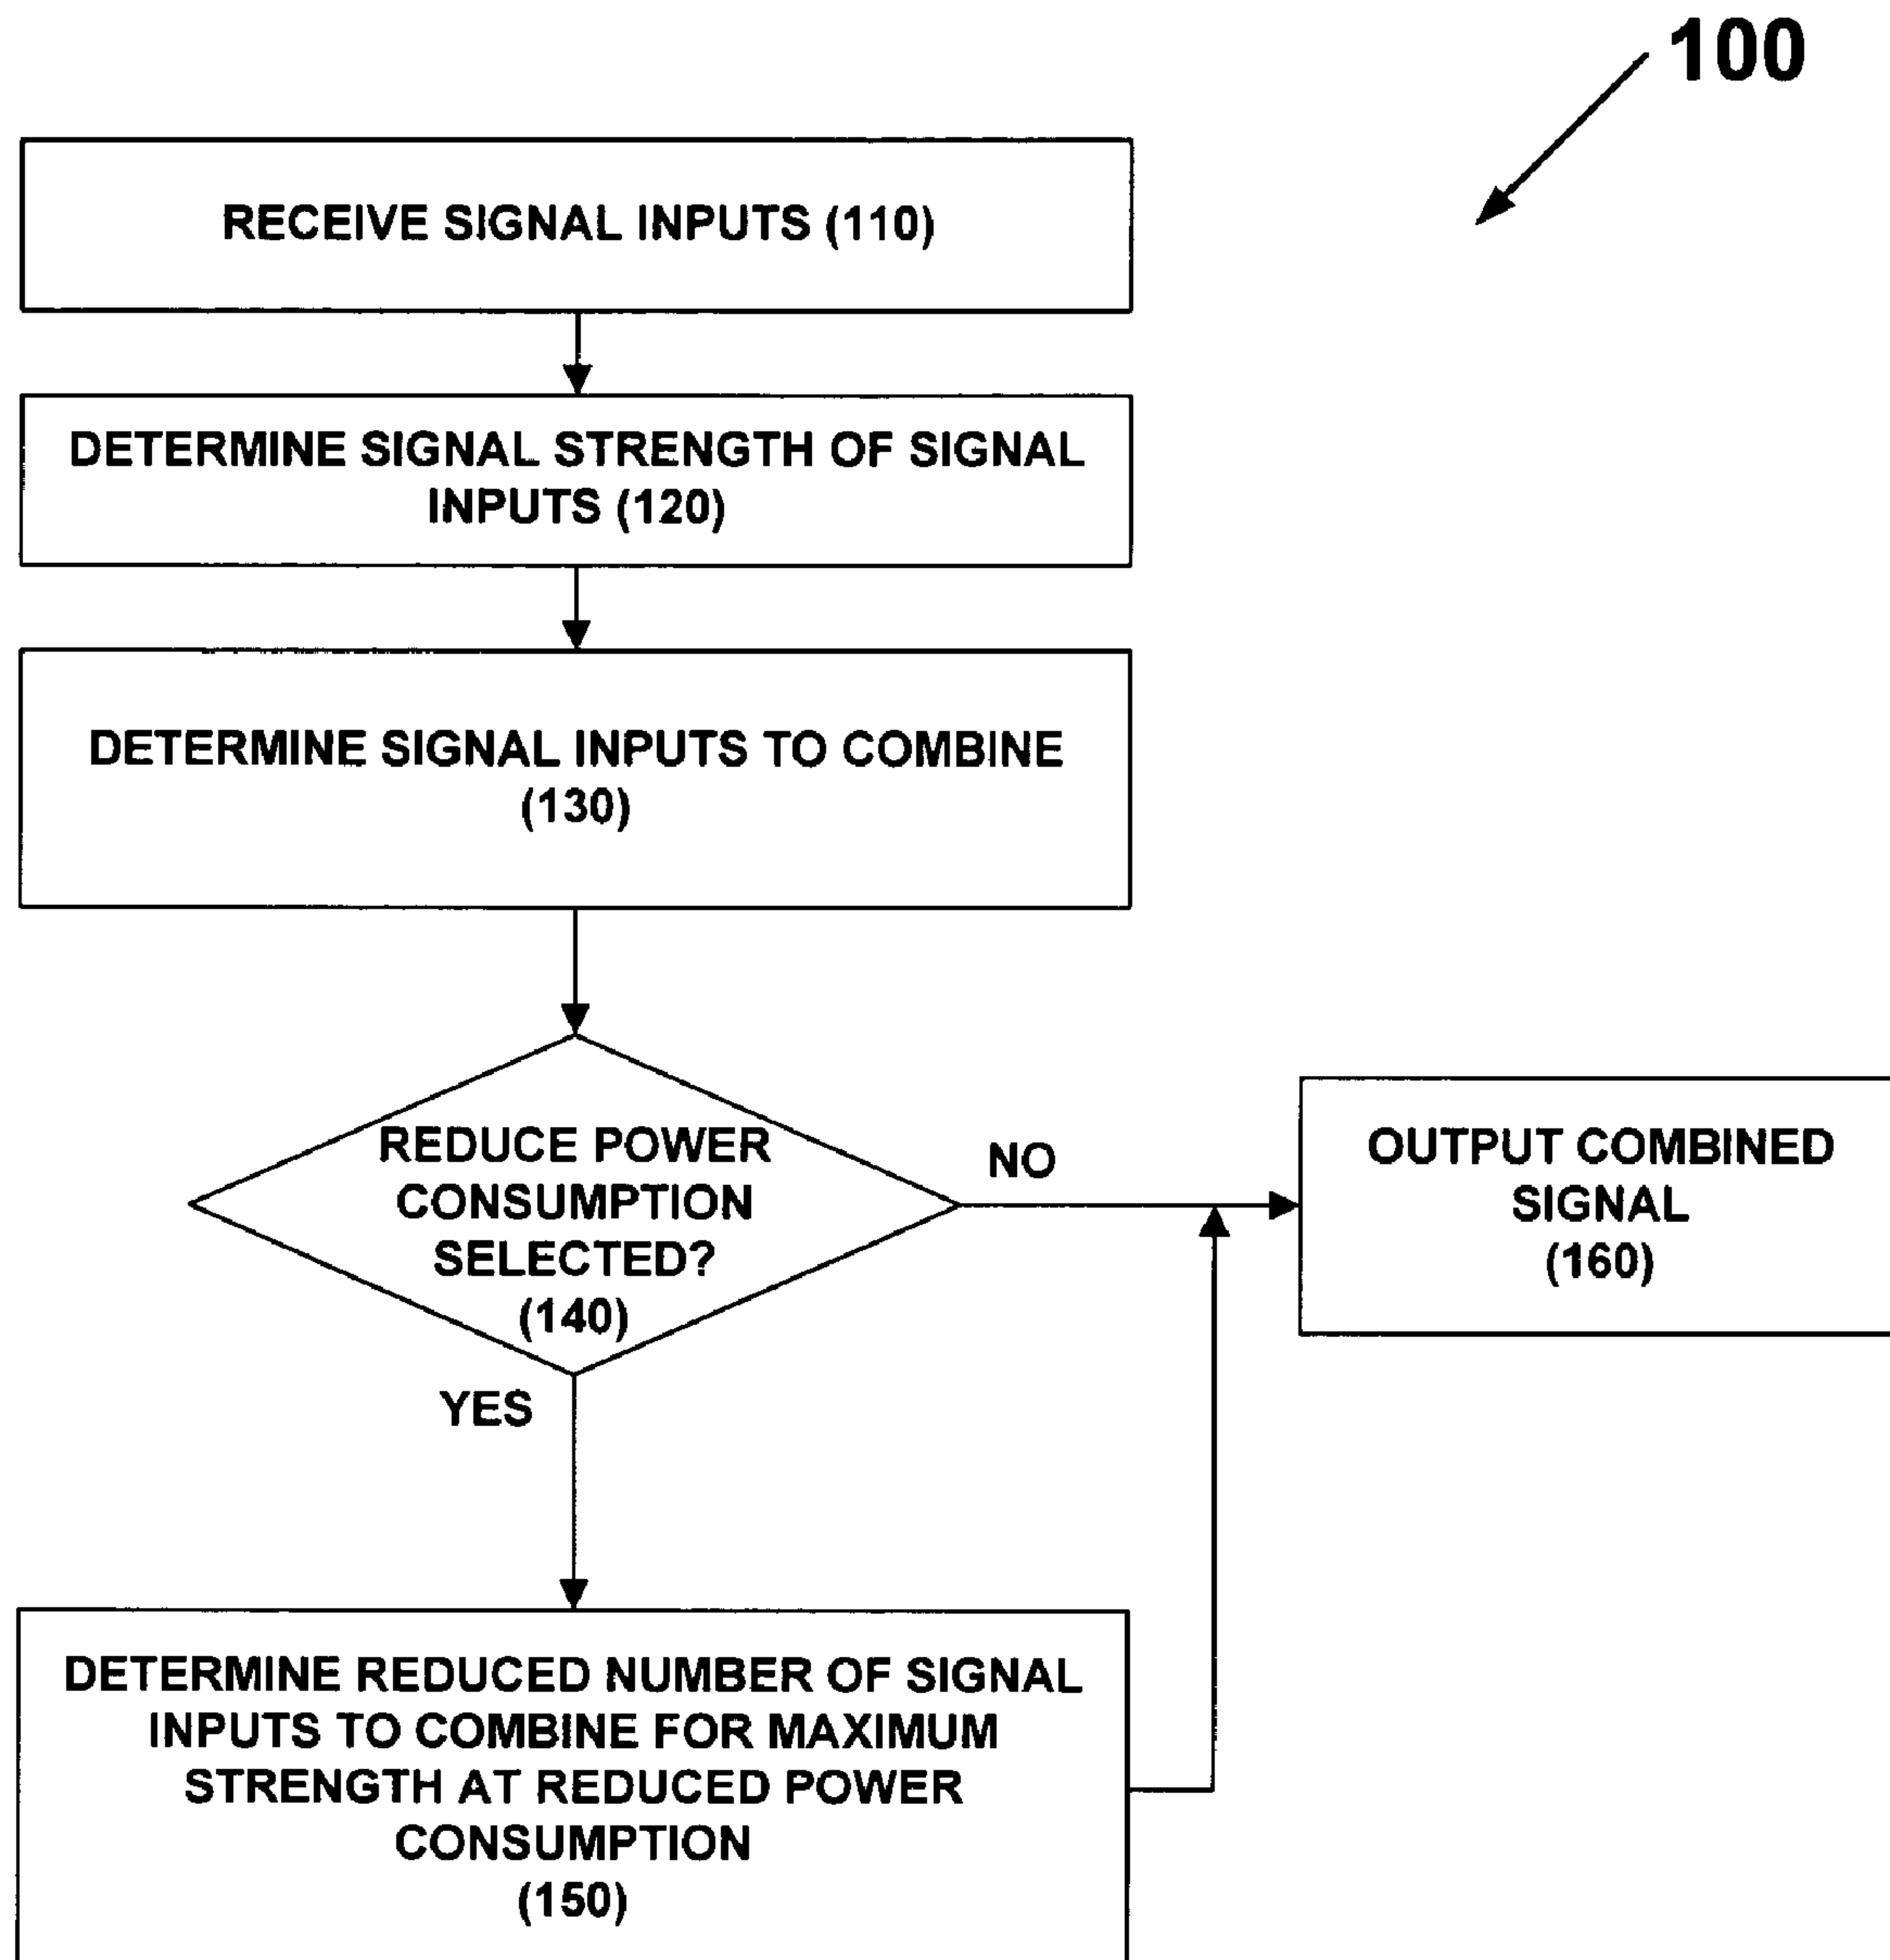 100
RECEIVE SIGNAL INPUTS (110)
DETERMINE SIGNAL STRENGTH OF SIGNAL
INPUTS (120)
DETERMINE SIGNAL INPUTS TO COMBINE
(130)
REDUCE POWER
CONSUMPTION
SELECTED?
(140)
NO
OUTPUT COMBINED
SIGNAL
(160)
YES
DETERMINE REDUCED NUMBER OF SIGNAL
INPUTS TO COMBINE FOR MAXIMUM
STRENGTH AT REDUCED POWER
CONSUMPTION
(150)